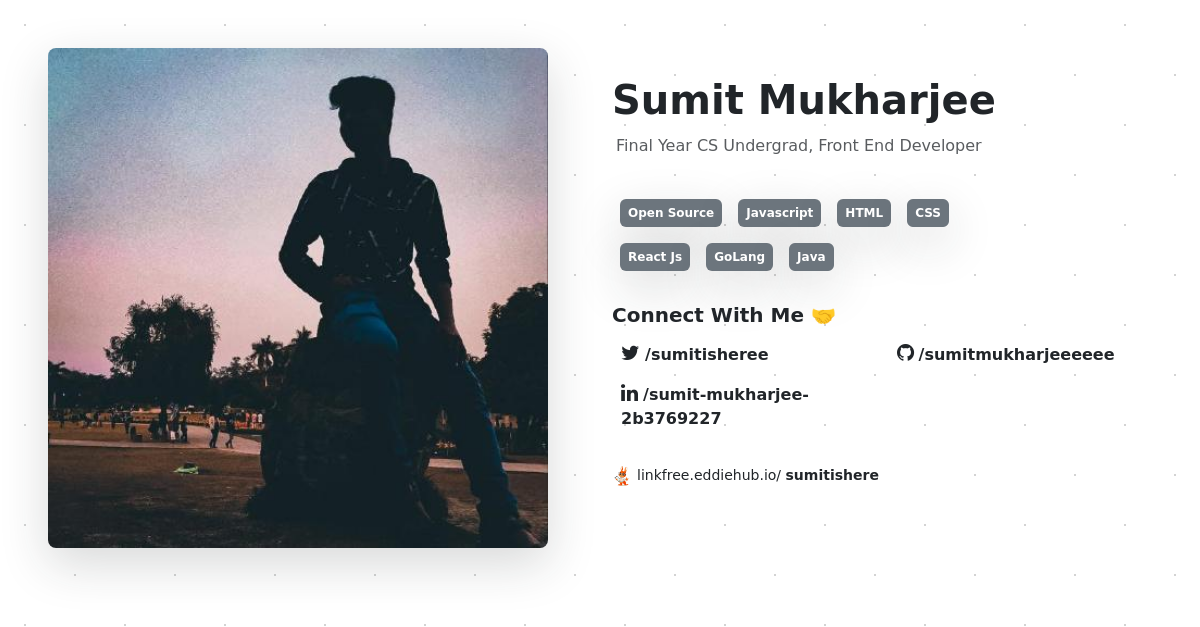 Sumit Mukharjee
Final Year CS Undergrad, Front End Developer
Open Source Javascript HTML CSS
React Js GoLang Java
Connect With Me 🤝
/sumitisheree /sumitmukharjeeeeee
/sumit-mukharjee-
2b3769227
linkfree.eddiehub.io/ sumitishere